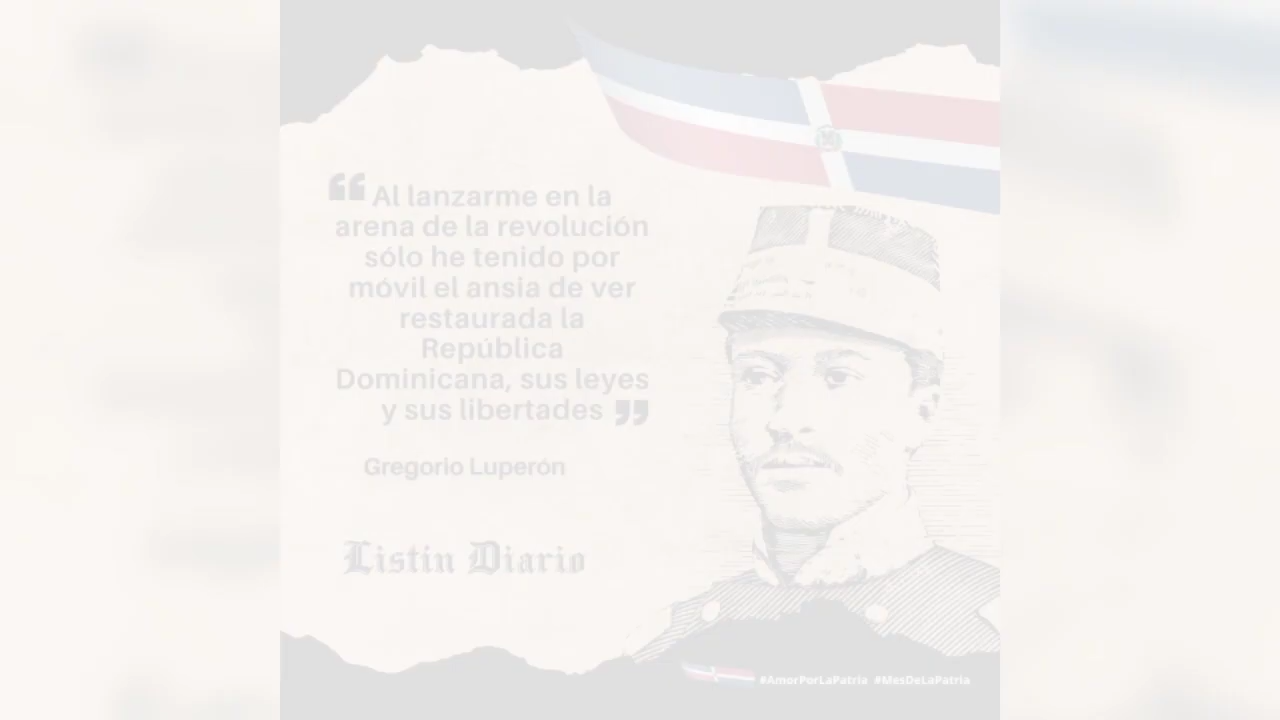 ❝ Al lanzarme en la
arena de la revolución
sólo he tenido por
móvil el ansia de ver
restaurada la
República
Dominicana, sus leyes
y sus libertades ❞
Gregorio Luperón
Listín Diario
#AmorPorLaPatria #MesDeLaPatria